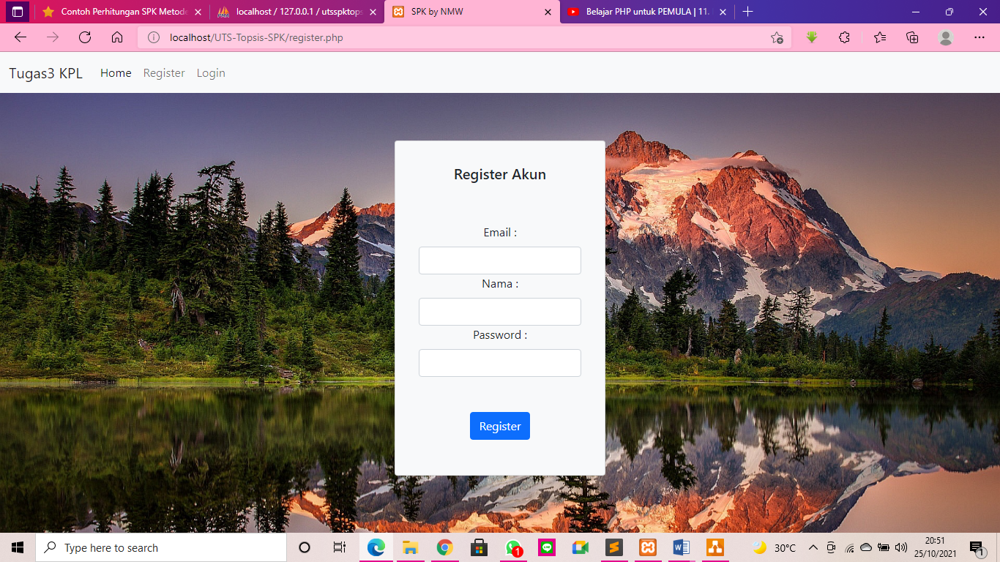 Contoh Perhitungan SPK Metode
localhost / 127.0.0.1 / utsspktops
SPK by NMW
Belajar PHP untuk PEMULA | 11.
localhost/UTS-Topsis-SPK/register.php
Tugas3 KPL Home Register Login
Register Akun
Email :
Nama :
Password :
Register
Type here to search
1
30°C
20:51
25/10/2021
1